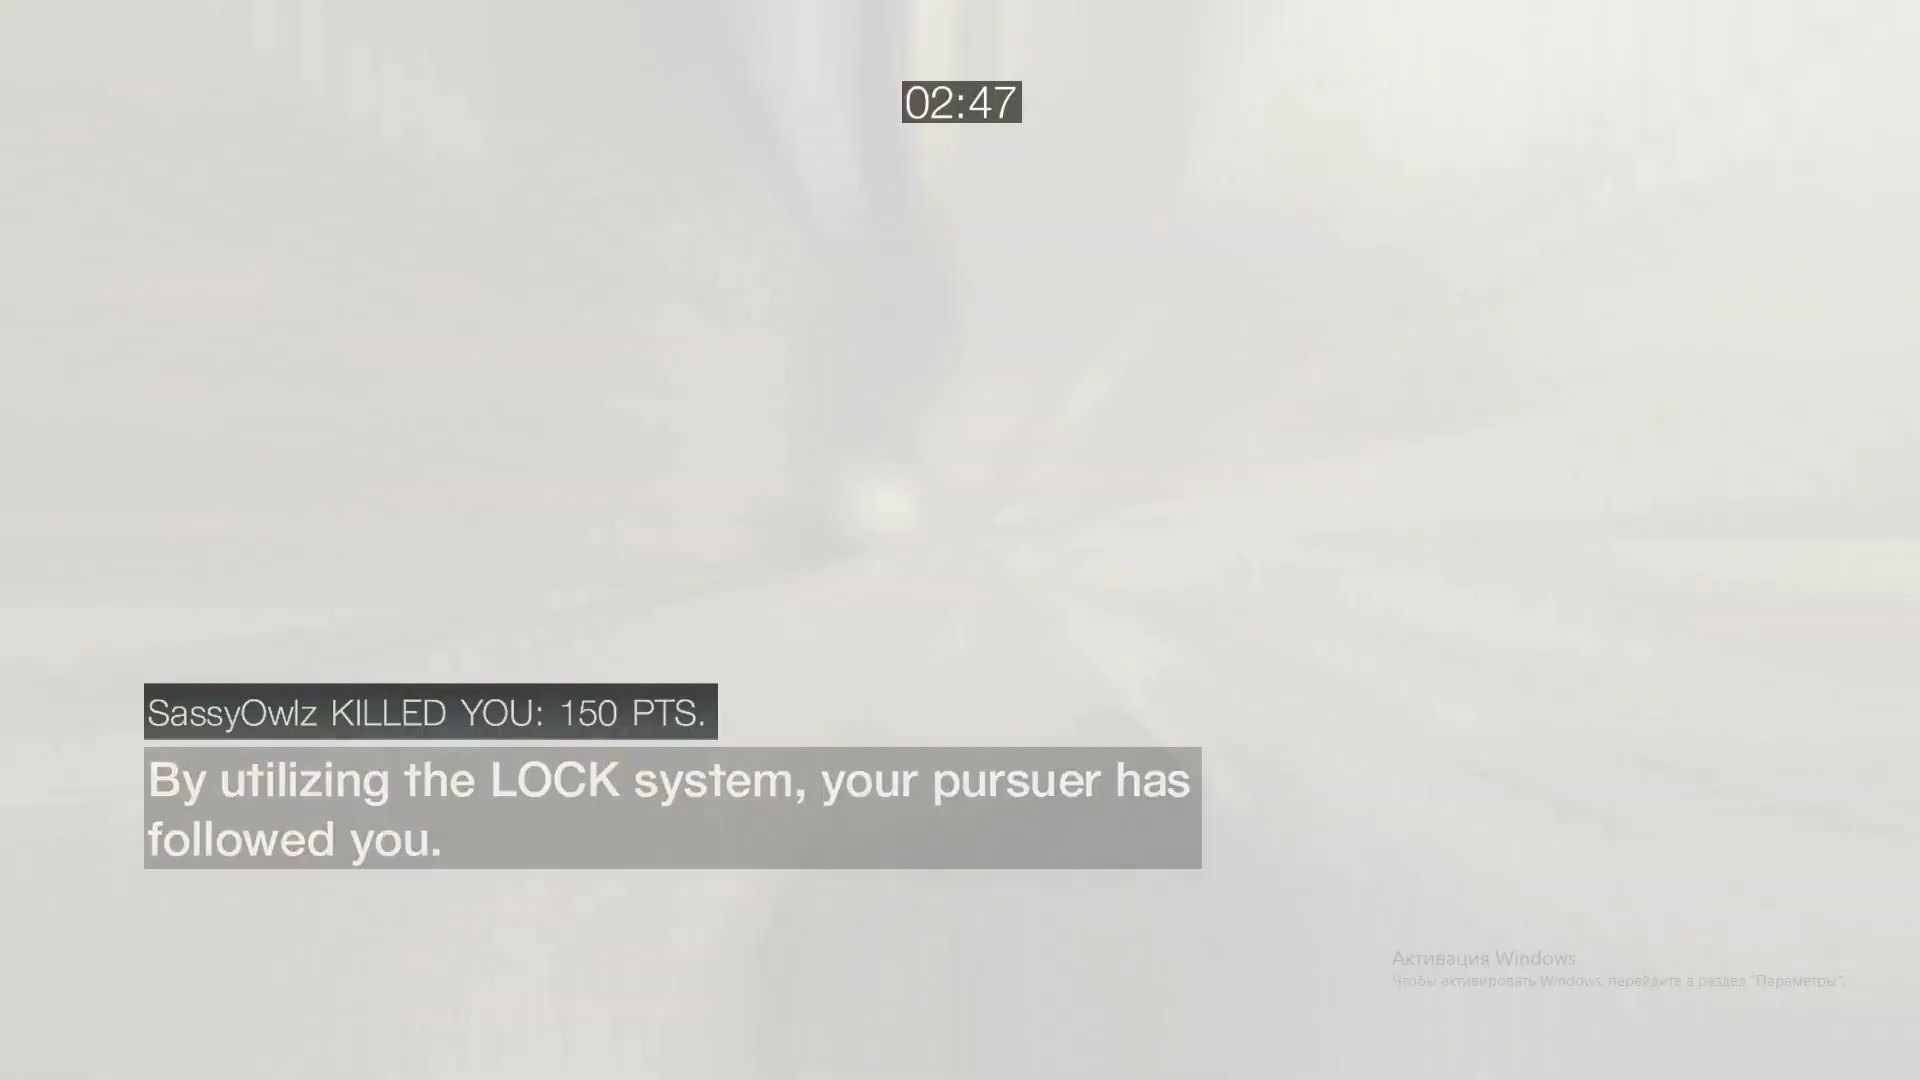 02:47
SassyOwlz KILLED YOU: 150 PTS.
By utilizing the LOCK system, your pursuer has
followed you.
Активация Windows
Чтобы активировать Windows, перейдите в раздел "Параметры".